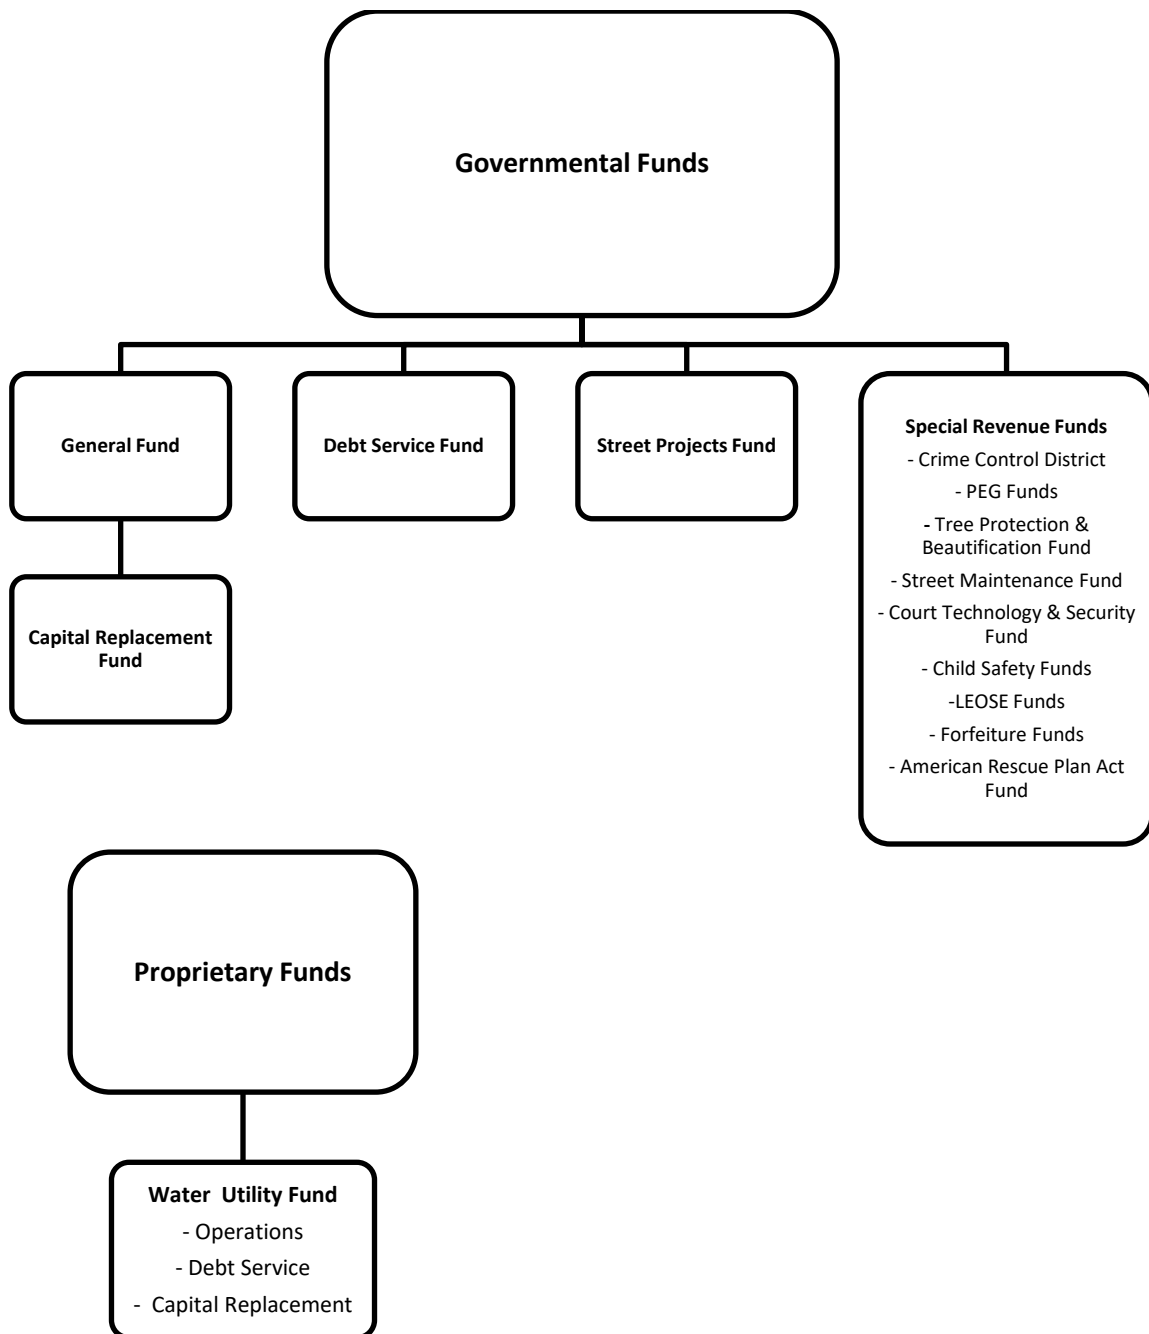 Governmental Funds
General Fund
Debt Service Fund
Street Projects Fund
Special Revenue Funds
- Crime Control District
- PEG Funds
- Tree Protection &
Beautification Fund
- Street Maintenance Fund
- Court Technology & Security
Fund
- Child Safety Funds
-LEOSE Funds
- Forfeiture Funds
- American Rescue Plan Act
Fund
Capital Replacement
Fund
Proprietary Funds
Water  Utility Fund
- Operations
- Debt Service
-  Capital Replacement